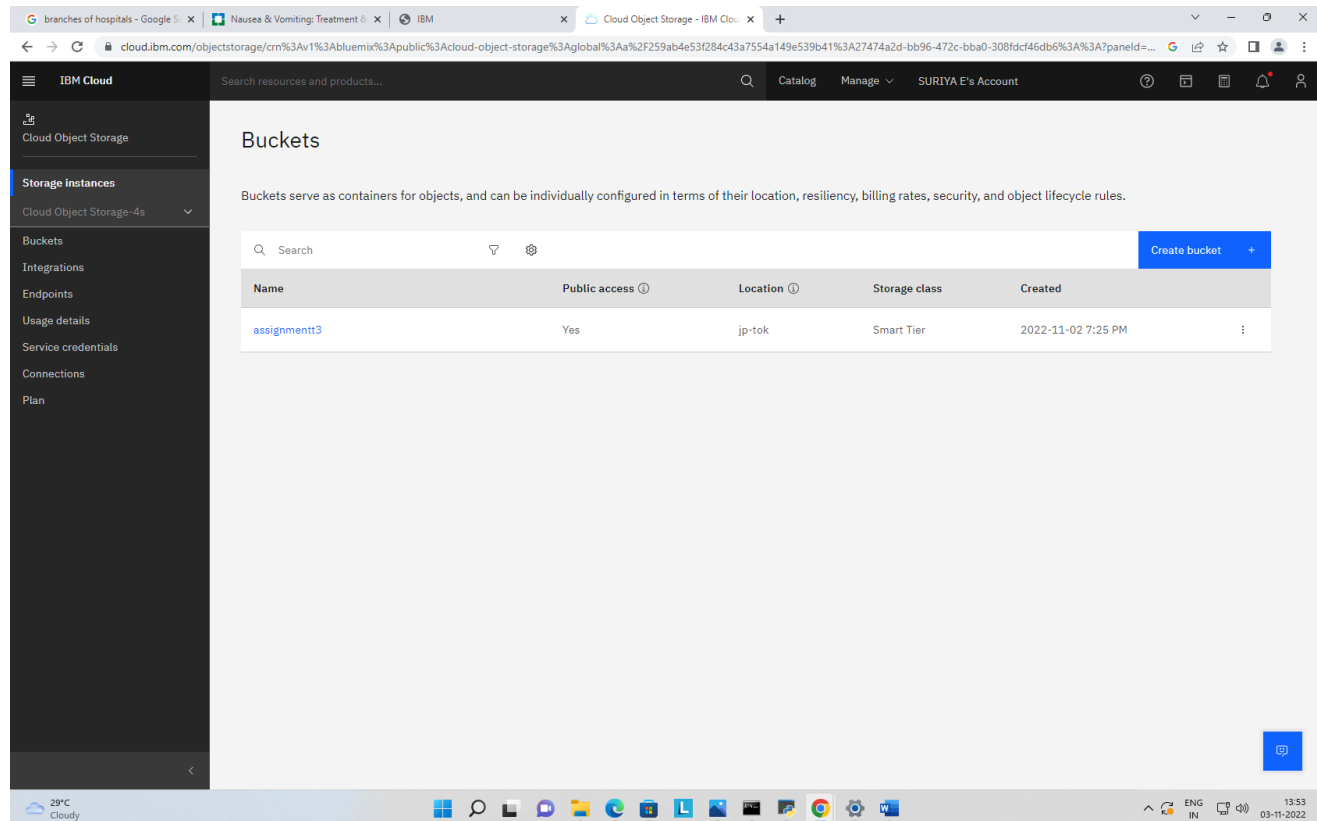 branches of hospitals - Google S
Nausea & Vomiting: Treatment &
IBM
Cloud Object Storage - IBM Clou
cloud.ibm.com/objectstorage/crn%3Av1%3Abluemix%3Apublic%3Acloud-object-storage%3Aglobal%3Aa%2F259ab4e53f284c43a7554a149e539b41%3A27474a2d-bb96-472c-bba0-308fdcf46db6%3A%3A?paneId=...
IBM Cloud
Search resources and products...
Catalog
Manage
SURIYA E's Account
Cloud Object Storage
Storage instances
Cloud Object Storage-4s
Buckets
Integrations
Endpoints
Usage details
Service credentials
Connections
Plan
Buckets
Buckets serve as containers for objects, and can be individually configured in terms of their location, resiliency, billing rates, security, and object lifecycle rules.
Search
Create bucket +
Name Public access Location Storage class Created
assignmentt3 Yes jp-tok Smart Tier 2022-11-02 7:25 PM
29°C
Cloudy
ENG
IN
13:53
03-11-2022